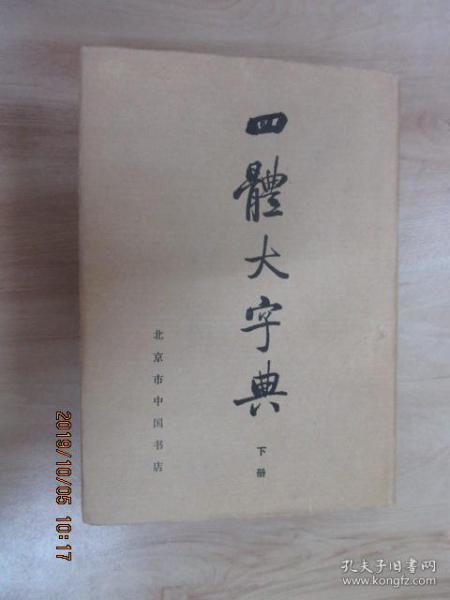 四體大字典
下册
北京市中国书店
2019/10/05 10:17
孔夫子旧书网
www.kongfz.com